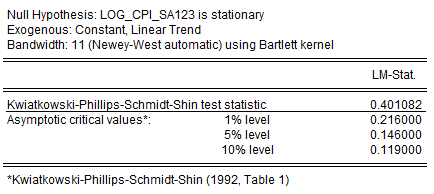 Null Hypothesis: LOG_CPI_SA123 is stationary
Exogenous: Constant, Linear Trend
Bandwidth: 11 (Newey-West automatic) using Bartlett kernel
LM-Stat.
Kwiatkowski-Phillips-Schmidt-Shin test statistic 0.401082
Asymptotic critical values*: 1% level 0.216000
5% level 0.146000
10% level 0.119000
*Kwiatkowski-Phillips-Schmidt-Shin (1992, Table 1)